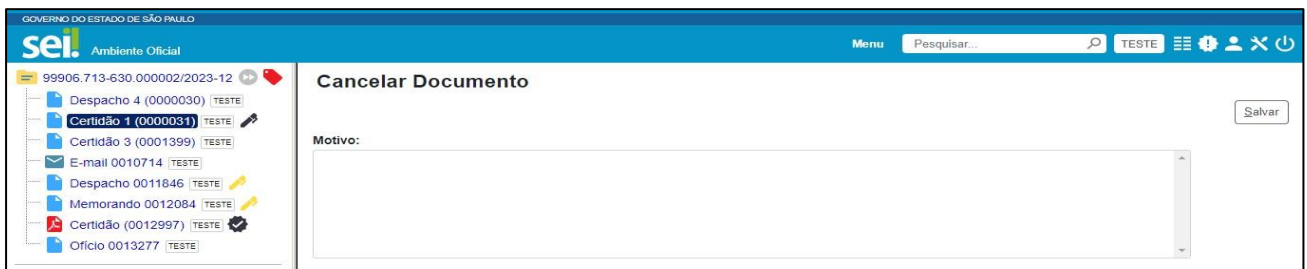 GOVERNO DO ESTADO DE SÃO PAULO
sei! Ambiente Oficial Menu Pesquisar... TESTE
99906.713-630.000002/2023-12
Despacho 4 (0000030) TESTE
Certidão 1 (0000031) TESTE
Certidão 3 (0001399) TESTE
E-mail 0010714 TESTE
Despacho 0011846 TESTE
Memorando 0012084 TESTE
Certidão (0012997) TESTE
Ofício 0013277 TESTE
Cancelar Documento
Salvar
Motivo: